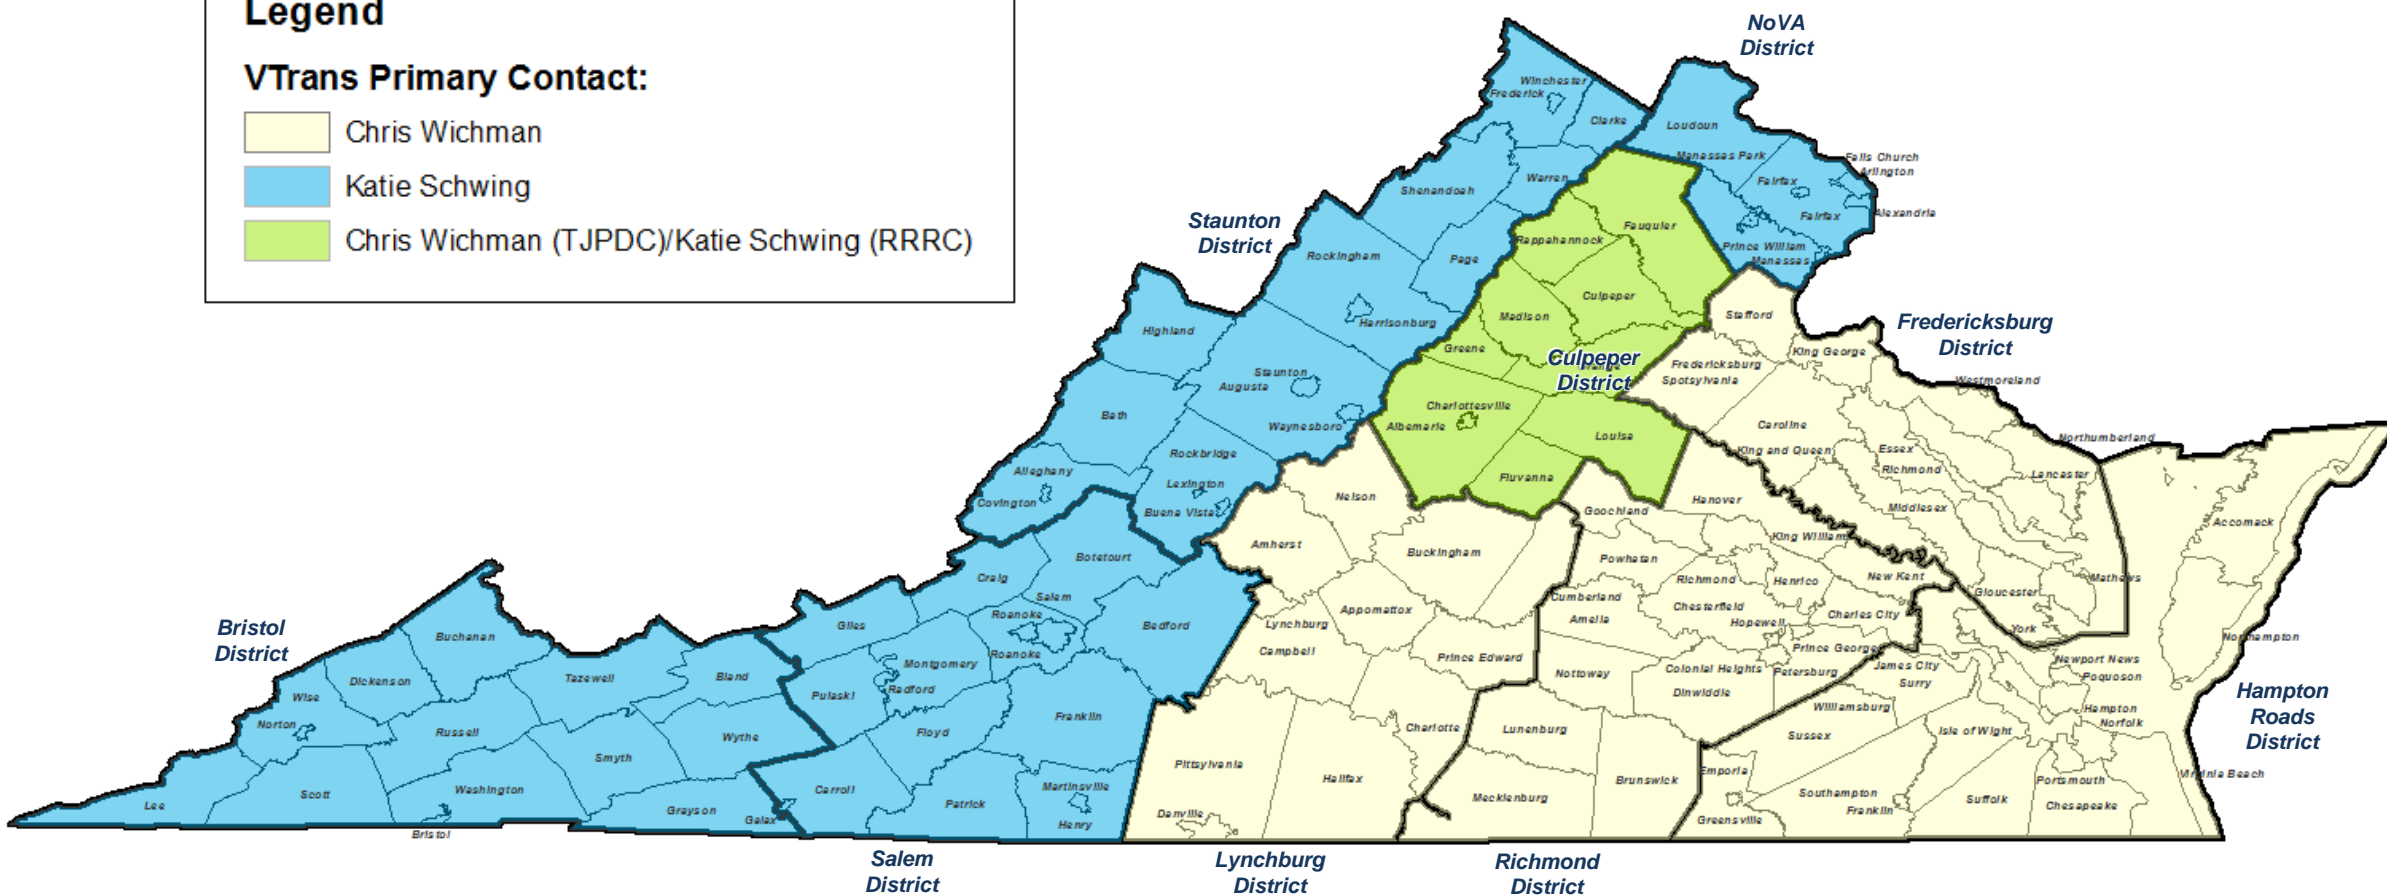 Legend
VTrans Primary Contact:
Chris Wichman
Katie Schwing
Chris Wichman (TJPDC)/Katie Schwing (RRRC)
NoVA
District
Staunton
District
Culpeper
District
Fredericksburg
District
Bristol
District
Hampton
Roads
District
Salem
District
Lynchburg
District
Richmond
District
Winchester
Frederick
Clarke
Loudoun
Manassas Park
Falls Church
Arlington
Fairfax
Fairfax
Alexandria
Prince William
Manassas
Warren
Shenandoah
Rappahannock
Fauquier
Rockingham
Page
Culpeper
Madison
Stafford
Highland
Harrisonburg
Greene
Orange
King George
Fredericksburg
Spotsylvania
Westmoreland
Staunton
Augusta
Bath
Charlottesville
Waynesboro
Albemarle
Louisa
Caroline
Northumberland
King and Queen
Essex
Richmond
Lancaster
Rockbridge
Alleghany
Lexington
Covington
Buena Vista
Fluvanna
Nelson
Hanover
Goochland
Middlesex
Accomack
Amherst
Buckingham
King William
Powhatan
Botetourt
Craig
Richmond
Henrico
New Kent
Mathews
Salem
Cumberland
Gloucester
Roanoke
Appomattox
Chesterfield
Charles City
Amelia
Hopewell
York
Northampton
Giles
Bedford
Lynchburg
Buchanan
Campbell
Prince Edward
Prince George
Roanoke
Montgomery
Newport News
James City
Colonial Heights
Petersburg
Poquoson
Nottoway
Surry
Dinwiddie
Bland
Tazewell
Dickenson
Pulaski
Radford
Wise
Norton
Franklin
Williamsburg
Hampton
Norfolk
Russell
Floyd
Wythe
Charlotte
Lunenburg
Sussex
Isle of Wight
Smyth
Pittsylvania
Halifax
Emporia
Brunswick
Virginia Beach
Portsmouth
Scott
Washington
Carroll
Martinsville
Mecklenburg
Southampton
Suffolk
Chesapeake
Lee
Grayson
Patrick
Galax
Danville
Franklin
Greensville
Henry
Bristol